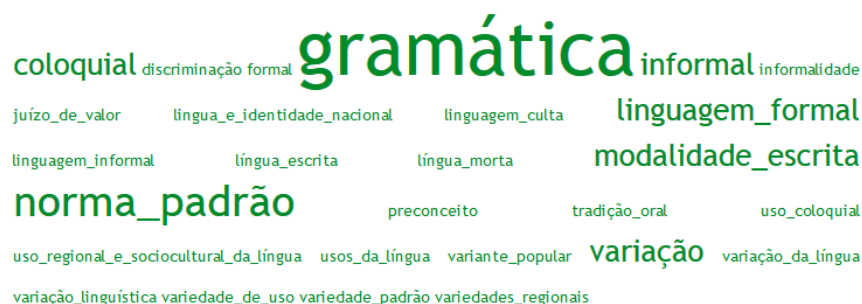 coloquial discriminação formal gramática informal informalidade
juízo_de_valor lingua_e_identidade_nacional linguagem_culta linguagem_formal
linguagem_informal língua_escrita língua_morta modalidade_escrita
norma_padrão preconceito tradição_oral uso_coloquial
uso_regional_e_sociocultural_da_língua usos_da_língua variante_popular variação variação_da_língua
variação_linguística variedade_de_uso variedade_padrão variedades_regionais